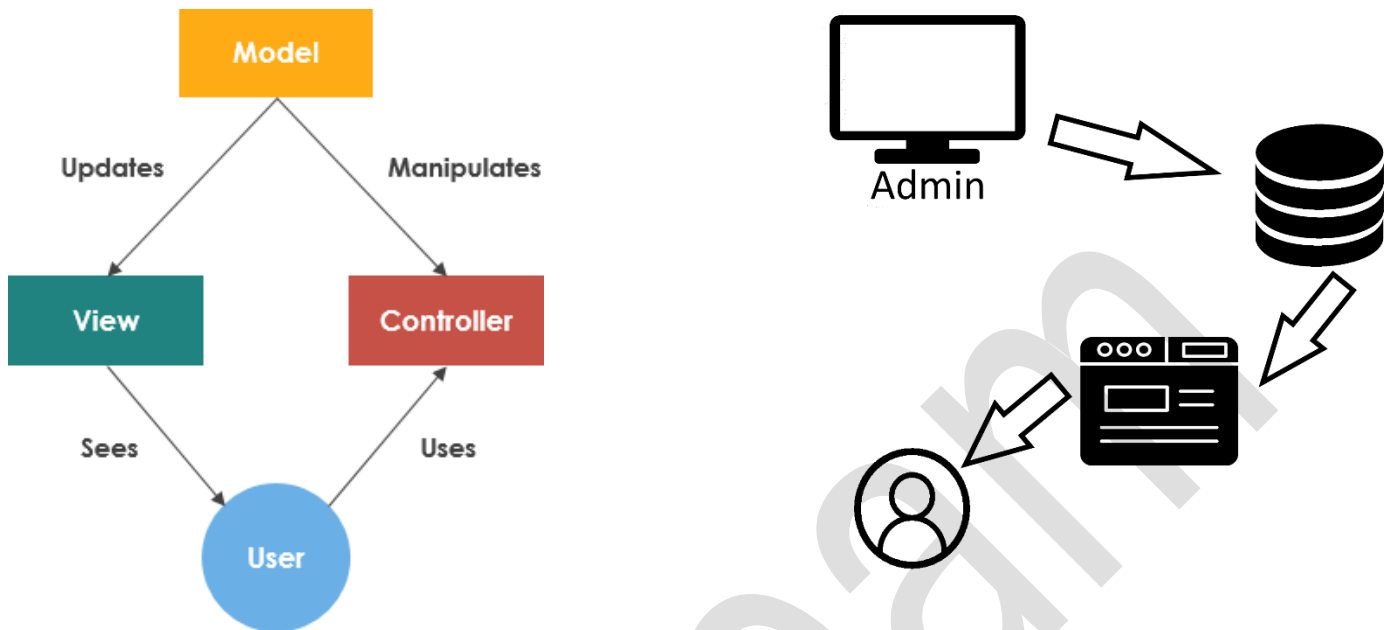 Model
Updates
Manipulates
View
Controller
Sees
Uses
User
Admin